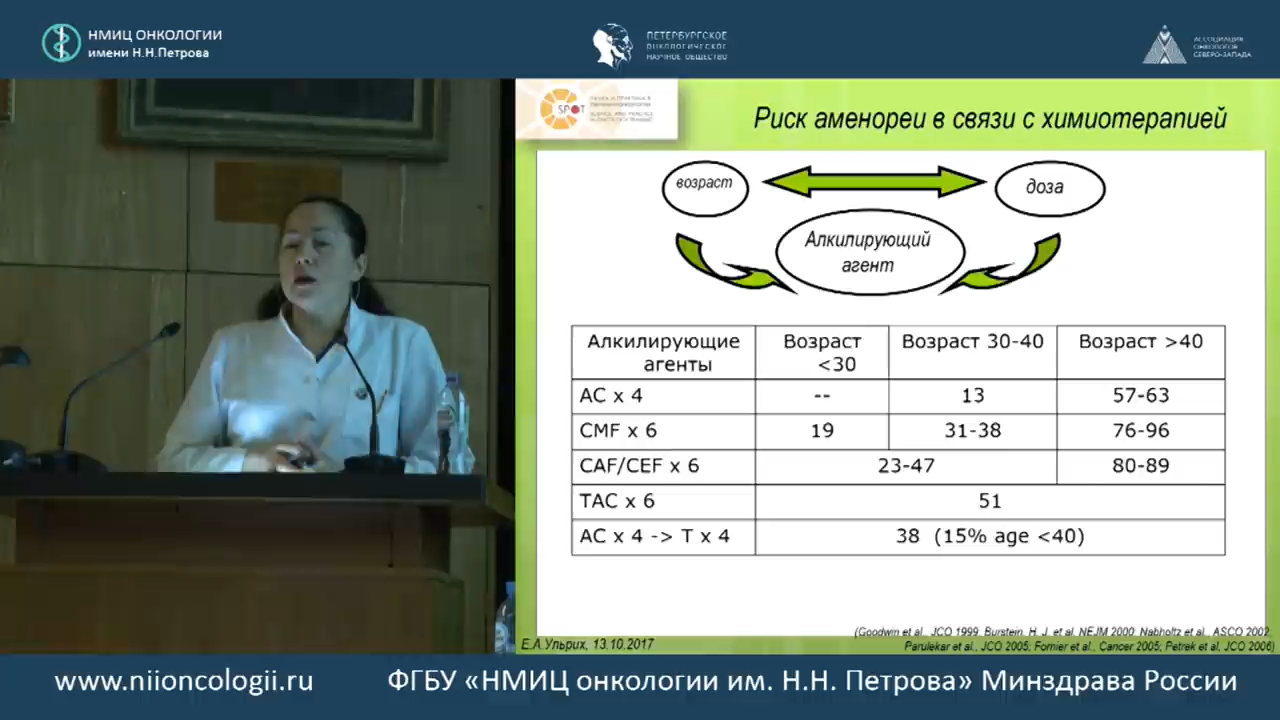 НМИЦ ОНКОЛОГИИ
имени Н.Н.Петрова
ПЕТЕРБУРГСКОЕ
ОНКОЛОГИЧЕСКОЕ
НАУЧНОЕ ОБЩЕСТВО
АССОЦИАЦИЯ
ОНКОЛОГОВ
СЕВЕРО-ЗАПАДА
SPOT
Риск аменореи в связи с химиотерапией
возраст
доза
Алкилирующий
агент
Алкилирующие агенты Возраст <30 Возраст 30-40 Возраст >40
AC x 4 -- 13 57-63
CMF x 6 19 31-38 76-96
CAF/CEF x 6 23-47 80-89
TAC x 6 51
AC x 4 -> T x 4 38 (15% age <40)
(Goodwin et al., JCO 1999, Burstein, H. J. et al. NEJM 2000; Nabholtz et al., ASCO 2002;
Parulekar et al., JCO 2005; Fornier et al., Cancer 2005; Petrek et al, JCO 2006)
Е.А.Ульрих, 13.10.2017
www.niioncologii.ru
ФГБУ «НМИЦ онкологии им. Н.Н. Петрова» Минздрава России